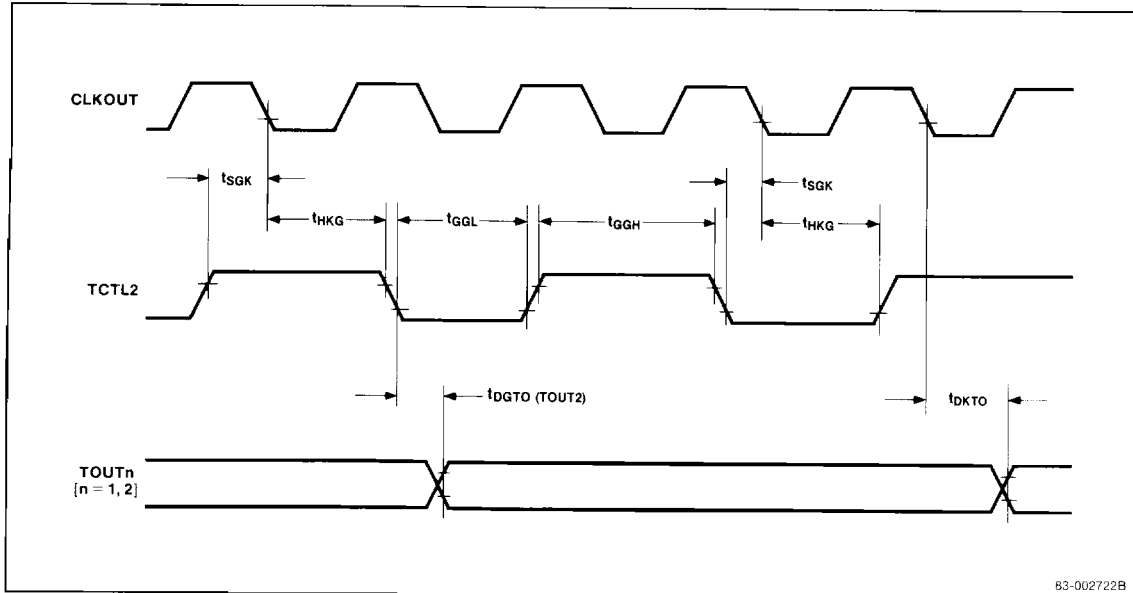 CLKOUT
tSGK
tSGK
tHKG
tGGL
tGGH
tHKG
TCTL2
tDGTO (TOUT2)
tDKTO
TOUTn
[n = 1, 2]
83-002722B